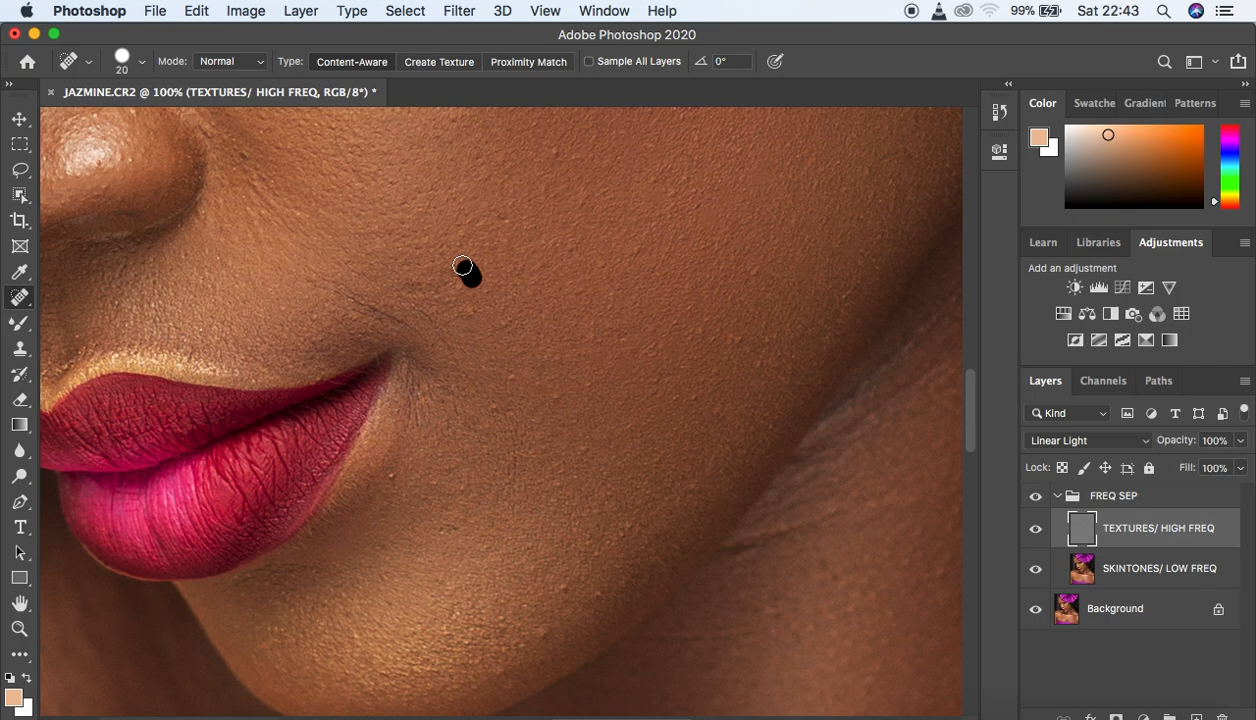 Photoshop File Edit Image Layer Type Select Filter 3D View Window Help 99% Sat 22:43
Adobe Photoshop 2020
20 Mode: Normal Type: Content-Aware Create Texture Proximity Match Sample All Layers 0°
JAZMINE.CR2 @ 100% (TEXTURES/ HIGH FREQ, RGB/8*) *
Color Swatche Gradient Patterns
Learn Libraries Adjustments
Add an adjustment
Layers Channels Paths
Kind
Linear Light Opacity: 100%
Lock: Fill: 100%
FREQ SEP
TEXTURES/ HIGH FREQ
SKINTONES/ LOW FREQ
Background